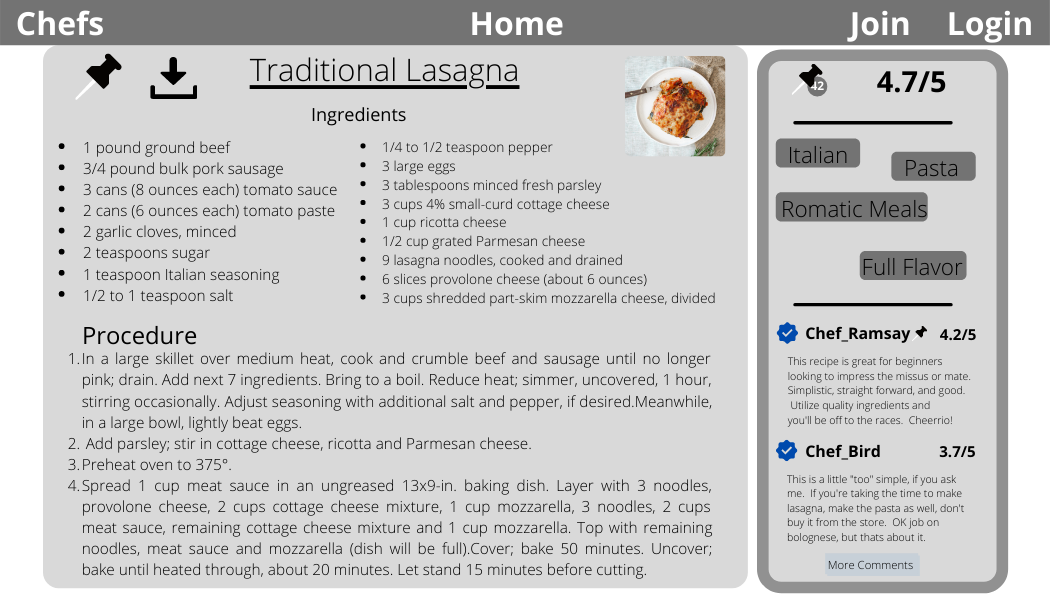 Chefs Home Join Login
Traditional Lasagna
Ingredients
1 pound ground beef
3/4 pound bulk pork sausage
3 cans (8 ounces each) tomato sauce
2 cans (6 ounces each) tomato paste
2 garlic cloves, minced
2 teaspoons sugar
1 teaspoon Italian seasoning
1/2 to 1 teaspoon salt
1/4 to 1/2 teaspoon pepper
3 large eggs
3 tablespoons minced fresh parsley
3 cups 4% small-curd cottage cheese
1 cup ricotta cheese
1/2 cup grated Parmesan cheese
9 lasagna noodles, cooked and drained
6 slices provolone cheese (about 6 ounces)
3 cups shredded part-skim mozzarella cheese, divided
Procedure
1. In a large skillet over medium heat, cook and crumble beef and sausage until no longer
pink; drain. Add next 7 ingredients. Bring to a boil. Reduce heat; simmer, uncovered, 1 hour,
stirring occasionally. Adjust seasoning with additional salt and pepper, if desired.Meanwhile,
in a large bowl, lightly beat eggs.
2. Add parsley; stir in cottage cheese, ricotta and Parmesan cheese.
3. Preheat oven to 375°.
4. Spread 1 cup meat sauce in an ungreased 13x9-in. baking dish. Layer with 3 noodles,
provolone cheese, 2 cups cottage cheese mixture, 1 cup mozzarella, 3 noodles, 2 cups
meat sauce, remaining cottage cheese mixture and 1 cup mozzarella. Top with remaining
noodles, meat sauce and mozzarella (dish will be full).Cover; bake 50 minutes. Uncover;
bake until heated through, about 20 minutes. Let stand 15 minutes before cutting.
42 4.7/5
Italian
Pasta
Romatic Meals
Full Flavor
Chef_Ramsay 4.2/5
This recipe is great for beginners
looking to impress the missus or mate.
Simplistic, straight forward, and good.
Utilize quality ingredients and
you'll be off to the races. Cheerrio!
Chef_Bird 3.7/5
This is a little "too" simple, if you ask
me. If you're taking the time to make
lasagna, make the pasta as well, don't
buy it from the store. OK job on
bolognese, but thats about it.
More Comments